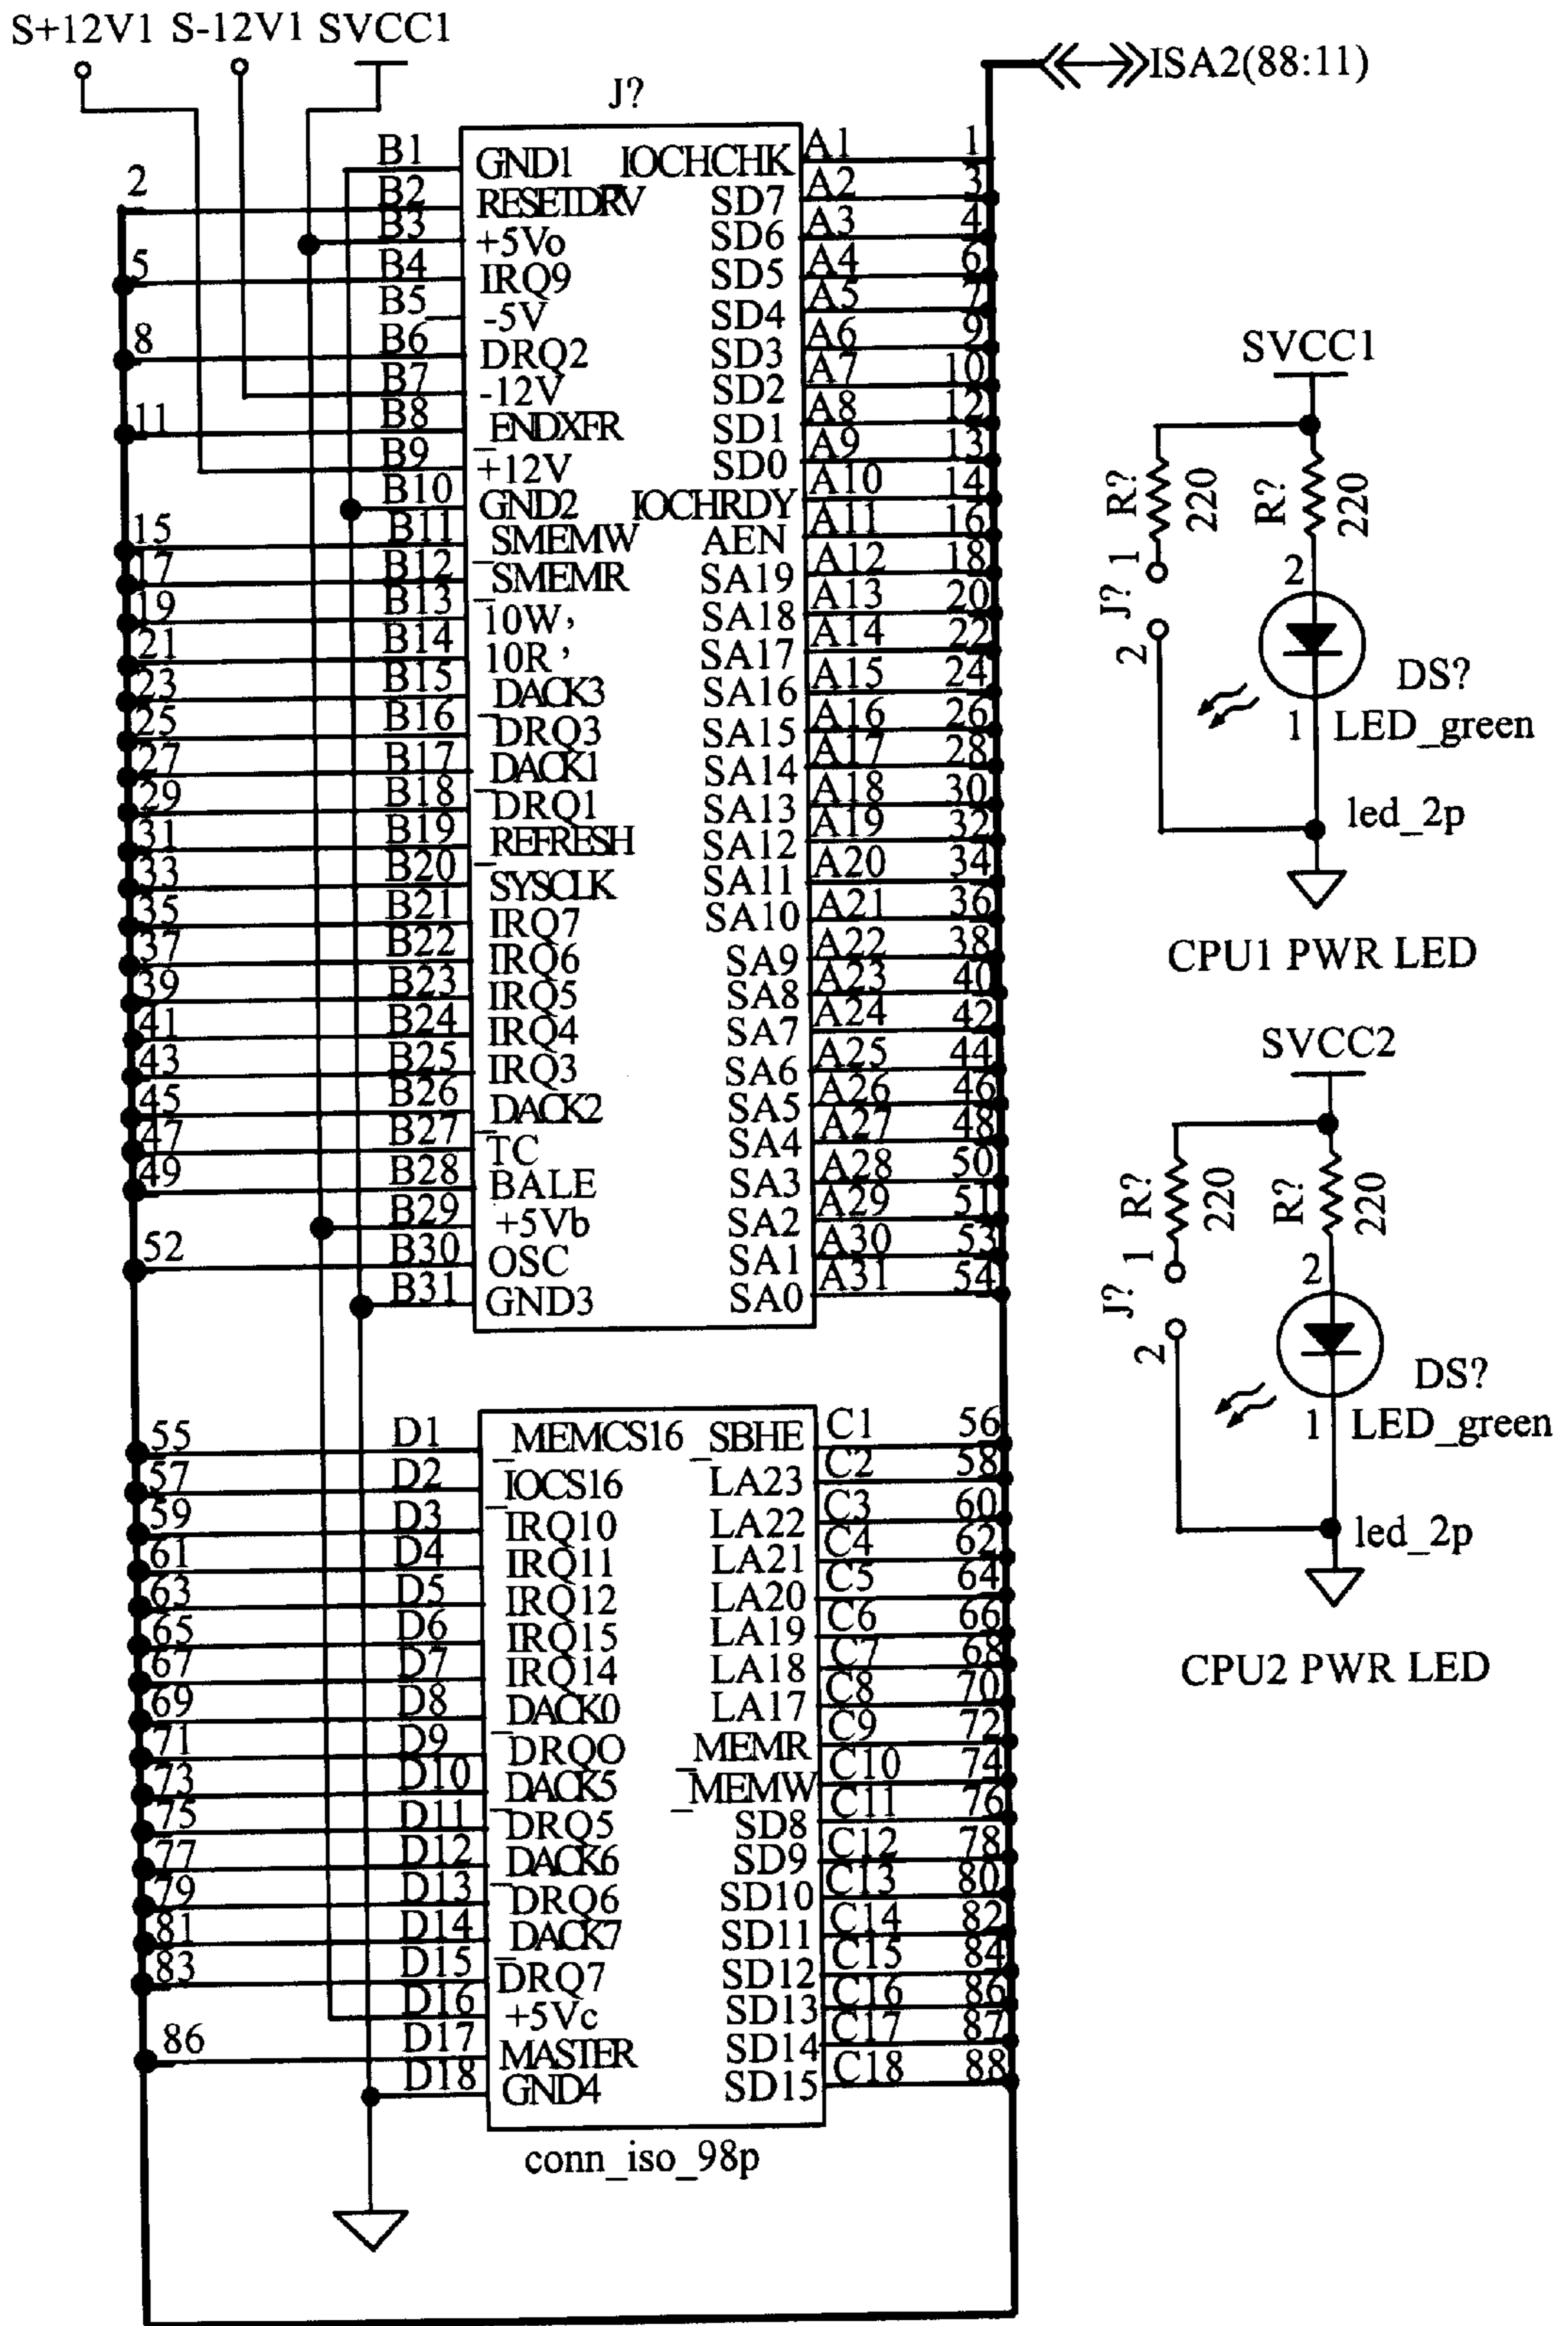 S+12V1 S-12V1 SVCC1
ISA2(88:11)
J?
B1 GND1 IOCHCHK A1 1
2 B2 RESETDRV SD7 A2 3
B3 +5Vo SD6 A3 4
5 B4 IRQ9 SD5 A4 6
B5 -5V SD4 A5 7
8 B6 DRQ2 SD3 A6 9
B7 -12V SD2 A7 10
11 B8 ENDXFR SD1 A8 12
B9 +12V SD0 A9 13
B10 GND2 IOCHRDY A10 14
15 B11 SMEMW AEN A11 16
17 B12 SMEMR SA19 A12 18
19 B13 10W, SA18 A13 20
21 B14 10R, SA17 A14 22
23 B15 DACK3 SA16 A15 24
25 B16 DRQ3 SA15 A16 26
27 B17 DACK1 SA14 A17 28
29 B18 DRQ1 SA13 A18 30
31 B19 REFRESH SA12 A19 32
33 B20 SYSCLK SA11 A20 34
35 B21 IRQ7 SA10 A21 36
37 B22 IRQ6 SA9 A22 38
39 B23 IRQ5 SA8 A23 40
41 B24 IRQ4 SA7 A24 42
43 B25 IRQ3 SA6 A25 44
45 B26 DACK2 SA5 A26 46
47 B27 TC SA4 A27 48
49 B28 BALE SA3 A28 50
B29 +5Vb SA2 A29 51
52 B30 OSC SA1 A30 53
B31 GND3 SA0 A31 54
55 D1 _MEMCS16 _SBHE C1 56
57 D2 IOCS16 LA23 C2 58
59 D3 IRQ10 LA22 C3 60
61 D4 IRQ11 LA21 C4 62
63 D5 IRQ12 LA20 C5 64
65 D6 IRQ15 LA19 C6 66
67 D7 IRQ14 LA18 C7 68
69 D8 DACK0 LA17 C8 70
71 D9 DRQO _MEMR C9 72
73 D10 DACK5 _MEMW C10 74
75 D11 DRQ5 SD8 C11 76
77 D12 DACK6 SD9 C12 78
79 D13 DRQ6 SD10 C13 80
81 D14 DACK7 SD11 C14 82
83 D15 DRQ7 SD12 C15 84
D16 +5Vc SD13 C16 86
86 D17 MASTER SD14 C17 87
D18 GND4 SD15 C18 88
conn_iso_98p
SVCC1
R? 220 R? 220
J? 1 2
2
DS?
1 LED_green
led_2p
CPU1 PWR LED
SVCC2
R? 220 R? 220
J? 1 2
2
DS?
1 LED_green
led_2p
CPU2 PWR LED